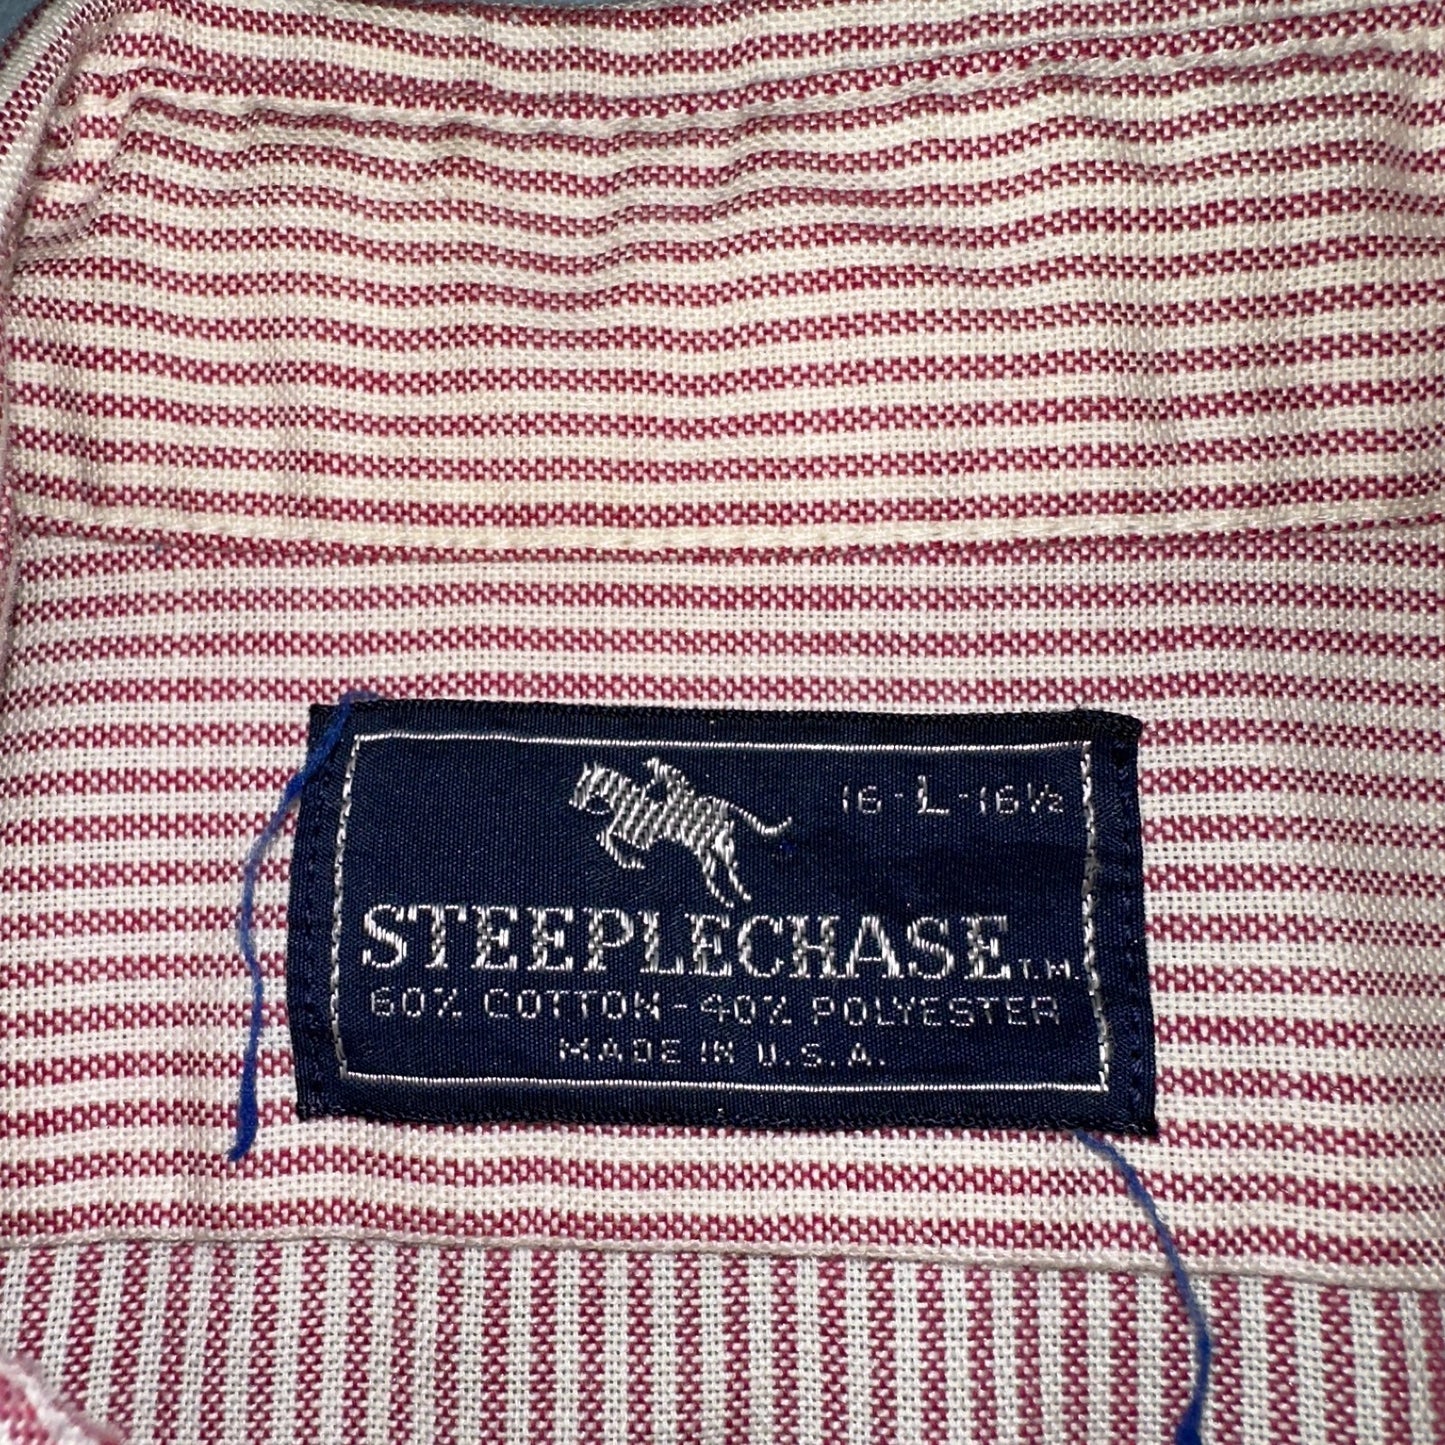 16-L-16½
STEEPLECHASE T.M.
60% COTTON-40% POLYESTER
MADE IN U.S.A.